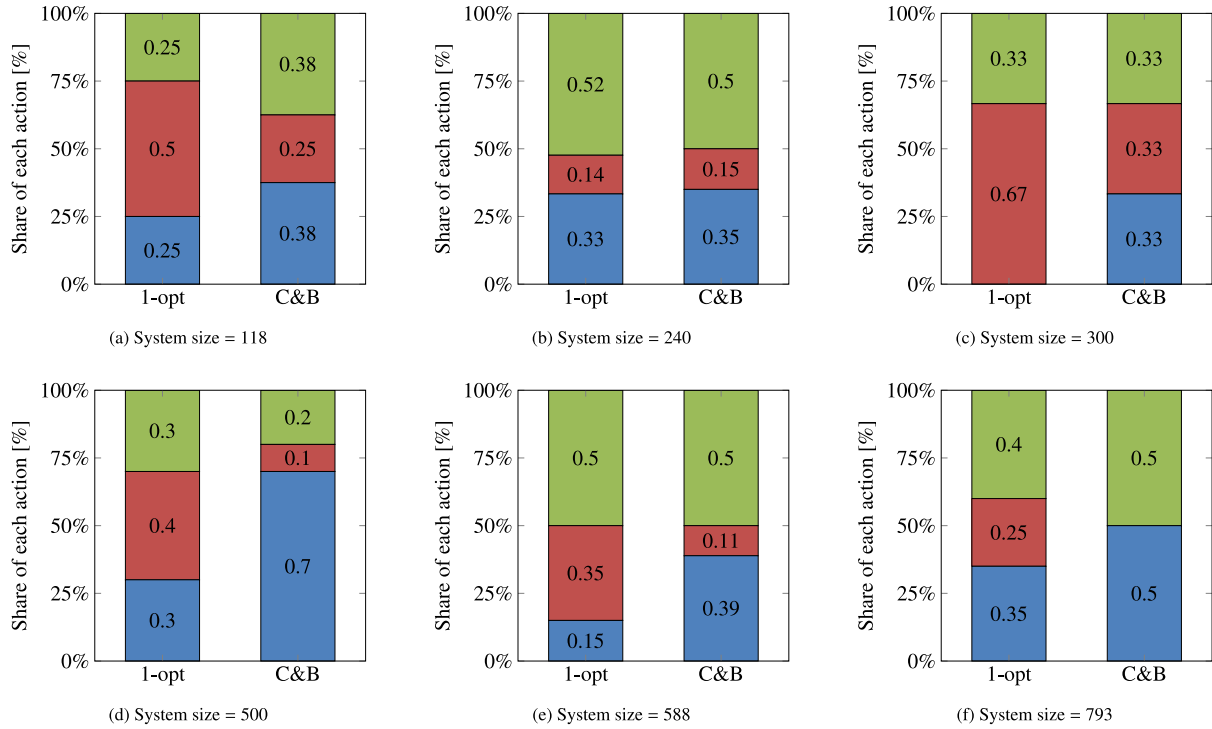 Share of each action [%]
100%
75%
50%
25%
0%
0.25
0.5
0.25
0.38
0.25
0.38
1-opt
C&B
(a) System size = 118
Share of each action [%]
100%
75%
50%
25%
0%
0.52
0.14
0.33
0.5
0.15
0.35
1-opt
C&B
(b) System size = 240
Share of each action [%]
100%
75%
50%
25%
0%
0.33
0.67
0.33
0.33
0.33
1-opt
C&B
(c) System size = 300
Share of each action [%]
100%
75%
50%
25%
0%
0.3
0.4
0.3
0.2
0.1
0.7
1-opt
C&B
(d) System size = 500
Share of each action [%]
100%
75%
50%
25%
0%
0.5
0.35
0.15
0.5
0.11
0.39
1-opt
C&B
(e) System size = 588
Share of each action [%]
100%
75%
50%
25%
0%
0.4
0.25
0.35
0.5
0.5
1-opt
C&B
(f) System size = 793